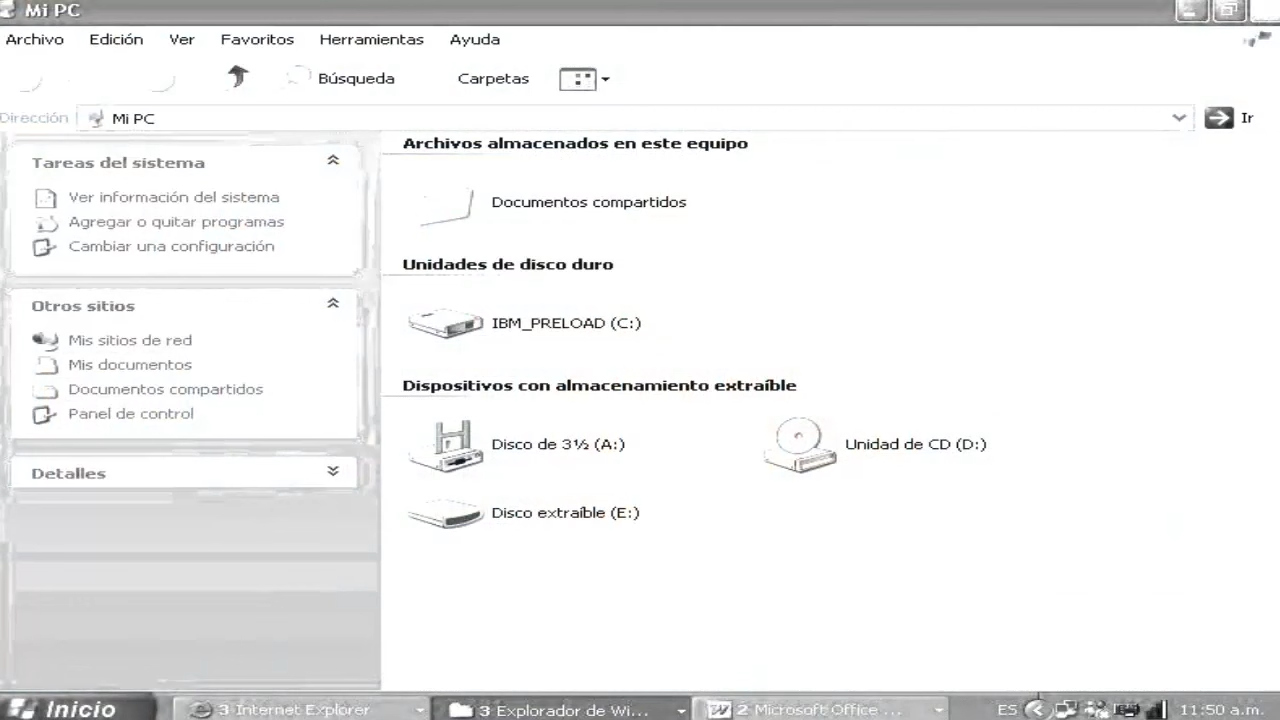 Mi PC
Archivo Edición Ver Favoritos Herramientas Ayuda
Búsqueda Carpetas
Dirección Mi PC Ir
Tareas del sistema
Ver información del sistema
Agregar o quitar programas
Cambiar una configuración
Otros sitios
Mis sitios de red
Mis documentos
Documentos compartidos
Panel de control
Detalles
Archivos almacenados en este equipo
Documentos compartidos
Unidades de disco duro
IBM_PRELOAD (C:)
Dispositivos con almacenamiento extraíble
Disco de 3½ (A:) Unidad de CD (D:)
Disco extraíble (E:)
Inicio 3 Internet Explorer 3 Explorador de Wi... 2 Microsoft Office ... ES 11:50 a.m.